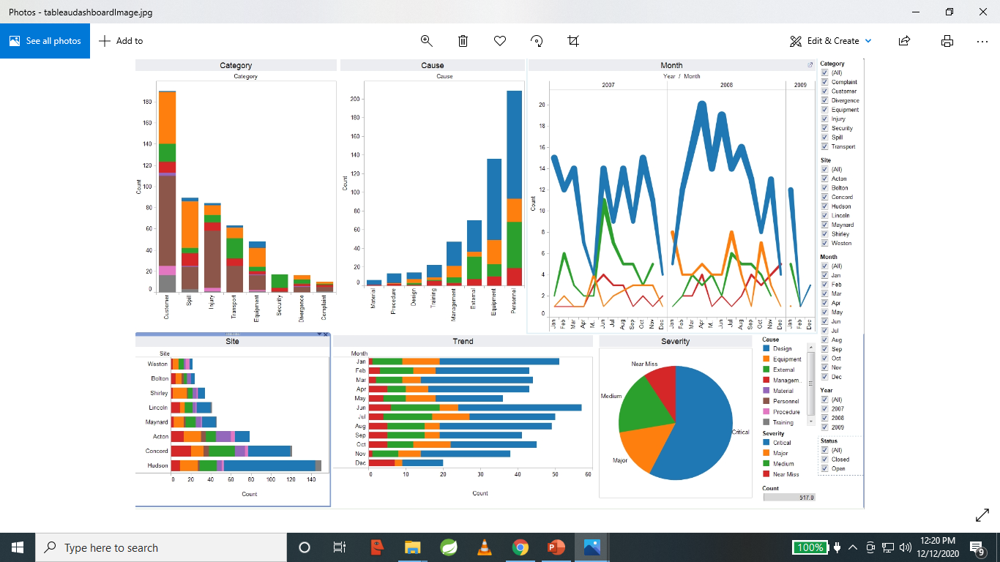 Photos - tableaudashboardImage.jpg
See all photos
Add to
Edit & Create
Category
Category
Count
180
160
140
120
100
80
60
40
20
0
Customer
Spill
Injury
Transport
Equipment
Security
Divergence
Complaint
Cause
Cause
Count
200
180
160
140
120
100
80
60
40
20
0
Material
Procedure
Design
Training
Management
External
Equipment
Personnel
Month
Year / Month
2007 2008 2009
Count
20
18
16
14
12
10
8
6
4
2
0
Jan Feb Mar Apr M.. Jun Jul Aug Sep Oct Nov Dec Jan Feb Mar Apr M.. Jun Jul Aug Sep Oct Nov Dec Jan Feb Dec
Category
(All)
Complaint
Customer
Divergence
Equipment
Injury
Security
Spill
Transport
Site
(All)
Acton
Bolton
Concord
Hudson
Lincoln
Maynard
Shirley
Weston
Month
(All)
Jan
Feb
Mar
Apr
May
Jun
Jul
Aug
Sep
Oct
Nov
Dec
Year
(All)
2007
2008
2009
Status
(All)
Closed
Open
Site
Site
Weston
Bolton
Shirley
Lincoln
Maynard
Acton
Concord
Hudson
0 20 40 60 80 100 120 140
Count
Trend
Month
Jan
Feb
Mar
Apr
May
Jun
Jul
Aug
Sep
Oct
Nov
Dec
0 10 20 30 40 50 60
Count
Severity
Near Miss
Medium
Critical
Major
Cause
Design
Equipment
External
Managem..
Material
Personnel
Procedure
Training
Severity
Critical
Major
Medium
Near Miss
Count
517.0
Type here to search
100%
12:20 PM
12/12/2020
9